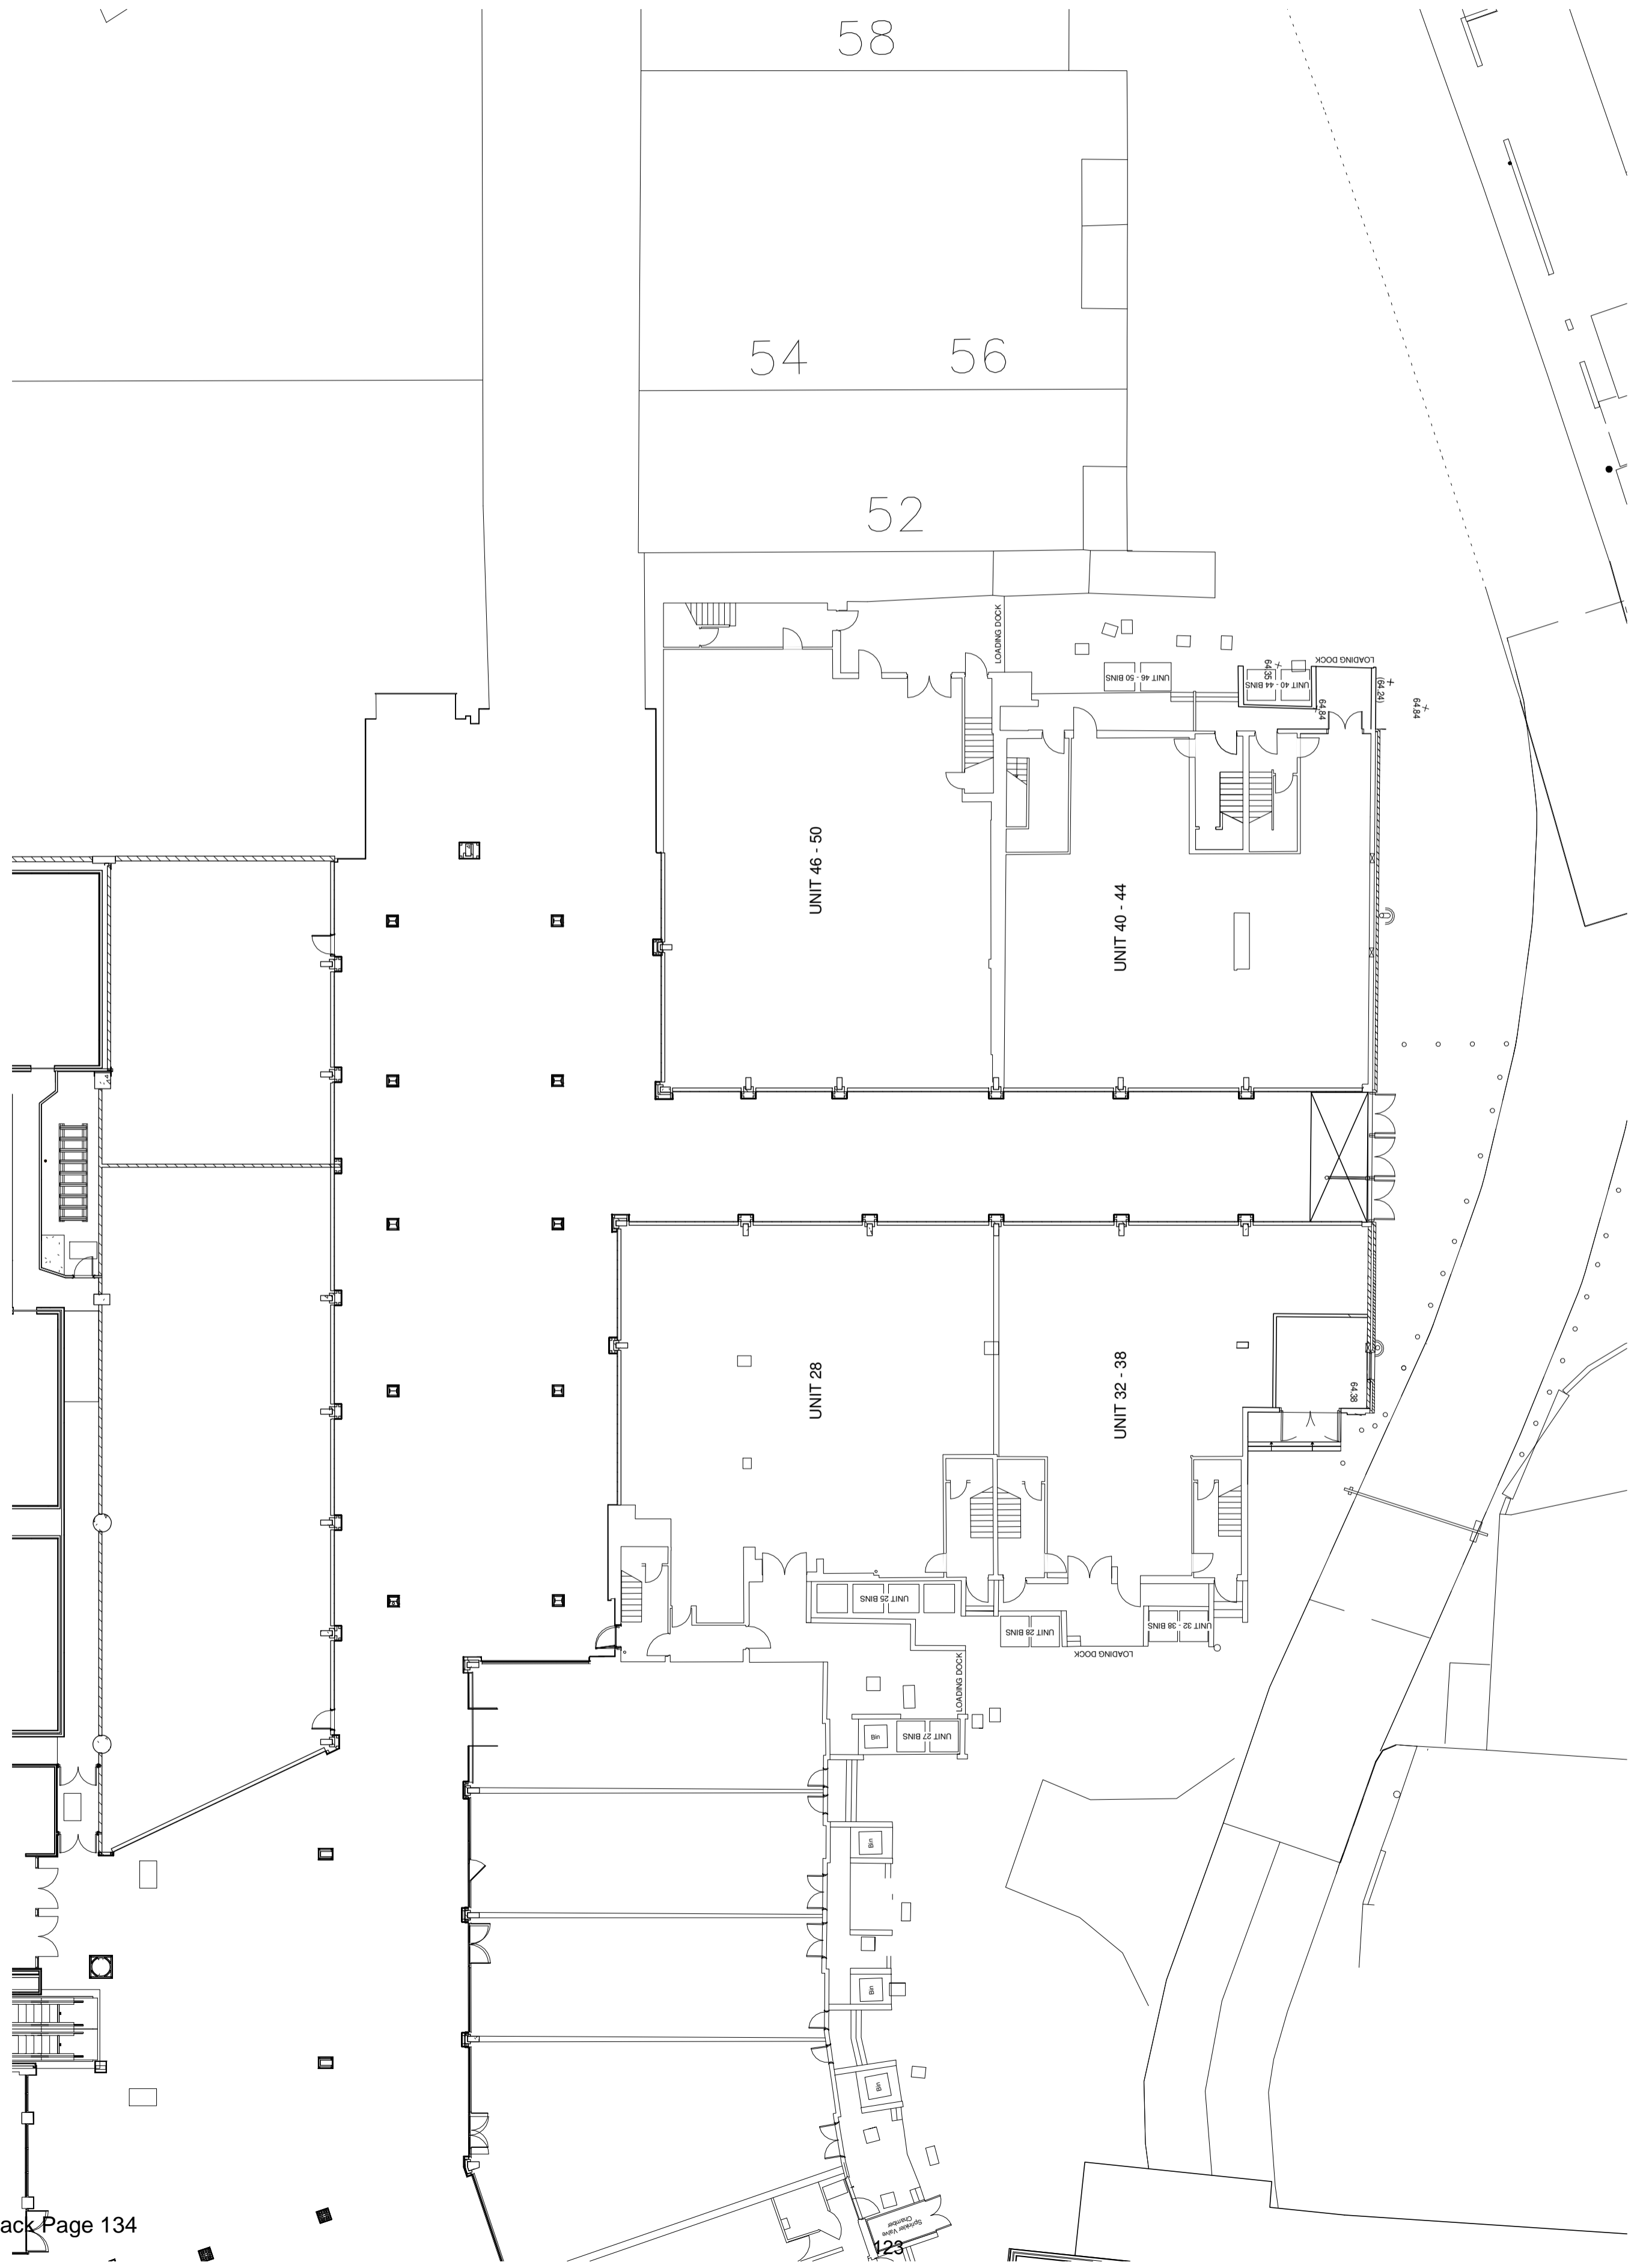 58
54
56
52
LOADING DOCK
LOADING DOCK
UNIT 46 - 50 BINS
UNIT 40 - 44 BINS
64.35
(64.24)
64.84
64.84
UNIT 46 - 50
UNIT 40 - 44
UNIT 28
UNIT 32 - 38
64.38
UNIT 25 BINS
UNIT 28 BINS
UNIT 32 - 38 BINS
LOADING DOCK
LOADING DOCK
Bin
UNIT 27 BINS
Bin
Bin
Bin
Sprinkler Valve
Chamber
ack Page 134
123